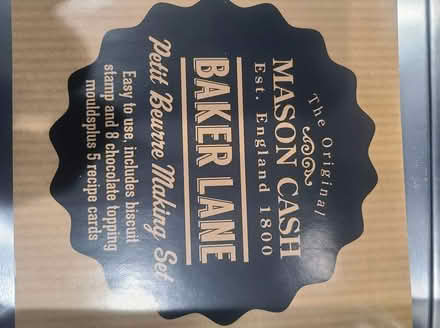 The Original
MASON CASH
Est. England 1800
BAKER LANE
Petit Beurre Making Set
Easy to use, includes biscuit
stamp and 8 chocolate topping
mouldsplus 5 recipe cards